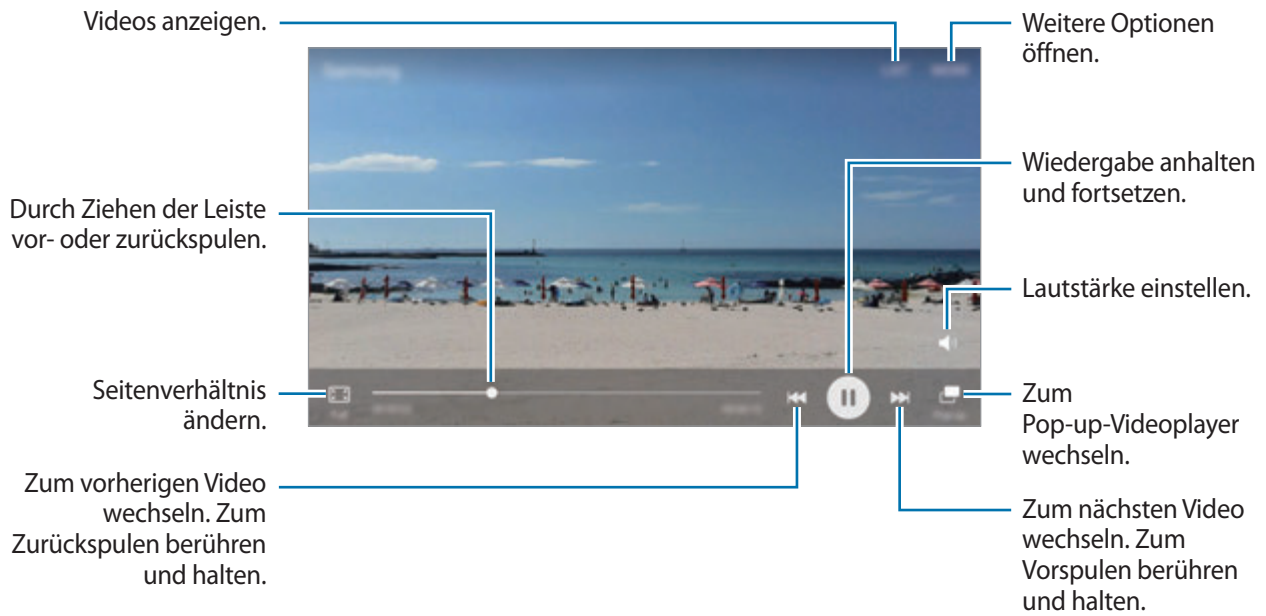 Videos anzeigen.
Weitere Optionen
öffnen.
Wiedergabe anhalten
und fortsetzen.
Durch Ziehen der Leiste
vor- oder zurückspulen.
Lautstärke einstellen.
Seitenverhältnis
ändern.
Zum
Pop-up-Videoplayer
wechseln.
Zum vorherigen Video
wechseln. Zum
Zurückspulen berühren
und halten.
Zum nächsten Video
wechseln. Zum
Vorspulen berühren
und halten.